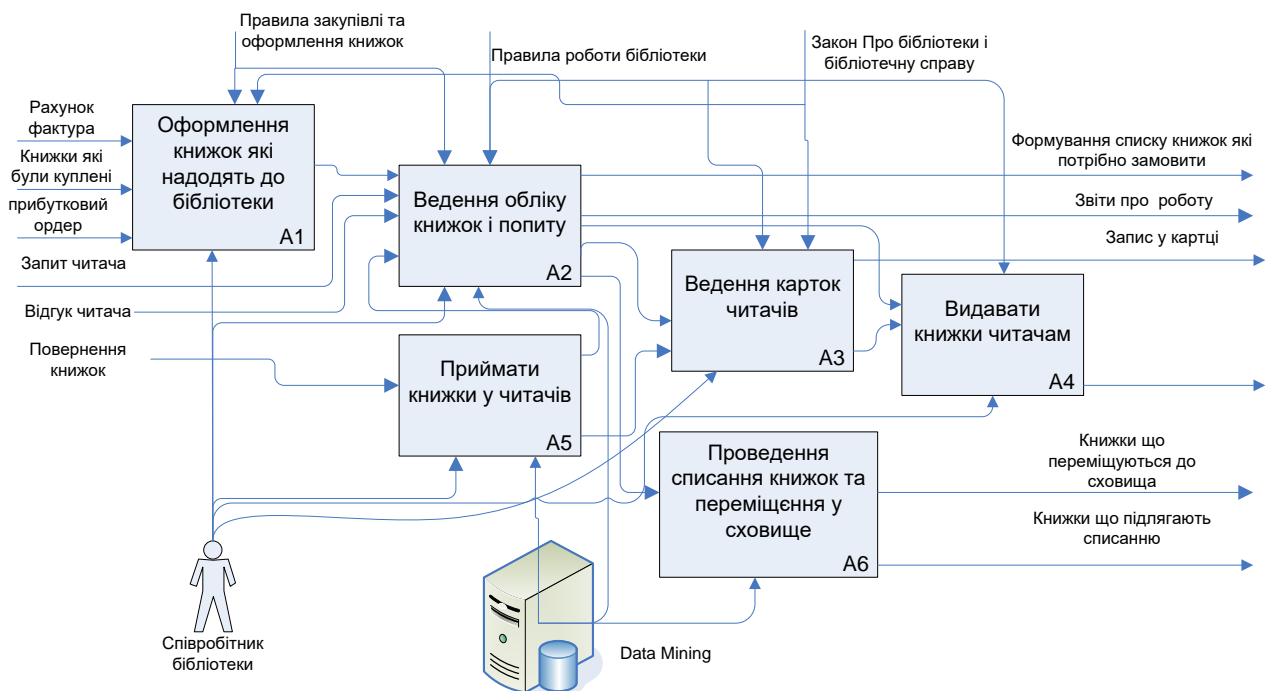 Правила закупівлі та
оформлення книжок
Правила роботи бібліотеки
Закон Про бібліотеки і
бібліотечну справу
Рахунок
фактура
Книжки які
були куплені
прибутковий
ордер
Запит читача
Відгук читача
Повернення
книжок
Оформлення
книжок які
надодять до
бібліотеки
A1
Ведення обліку
книжок і попиту
A2
Ведення карток
читачів
A3
Видавати
книжки читачам
A4
Приймати
книжки у читачів
A5
Проведення
списання книжок та
переміщєння у
сховище
A6
Формування списку книжок які
потрібно замовити
Звіти про роботу
Запис у картці
Книжки що
переміщуються до
сховища
Книжки що підлягають
списанню
Співробітник
бібліотеки
Data Mining